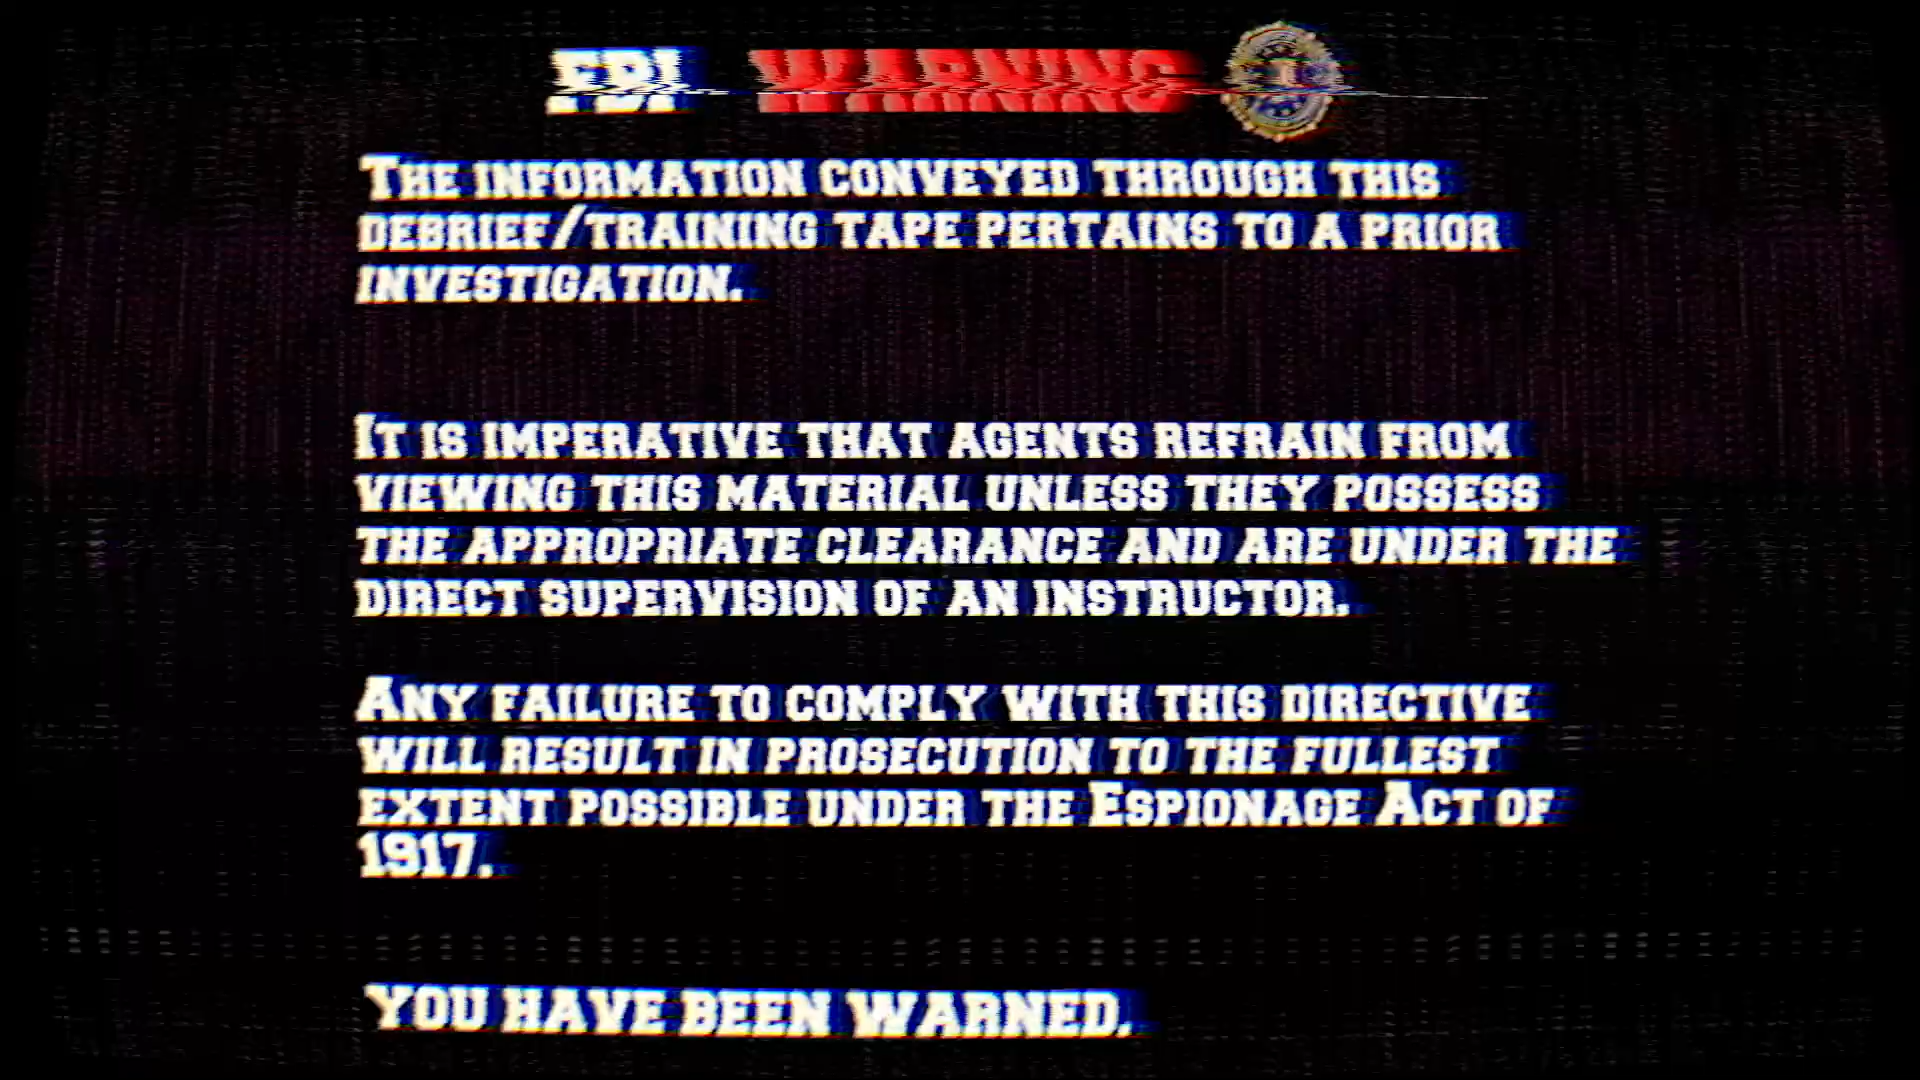 FBI WARNING
The information conveyed through this
debrief/training tape pertains to a prior
investigation.
It is imperative that agents refrain from
viewing this material unless they possess
the appropriate clearance and are under the
direct supervision of an instructor.
Any failure to comply with this directive
will result in prosecution to the fullest
extent possible under the Espionage Act of
1917.
You have been warned.